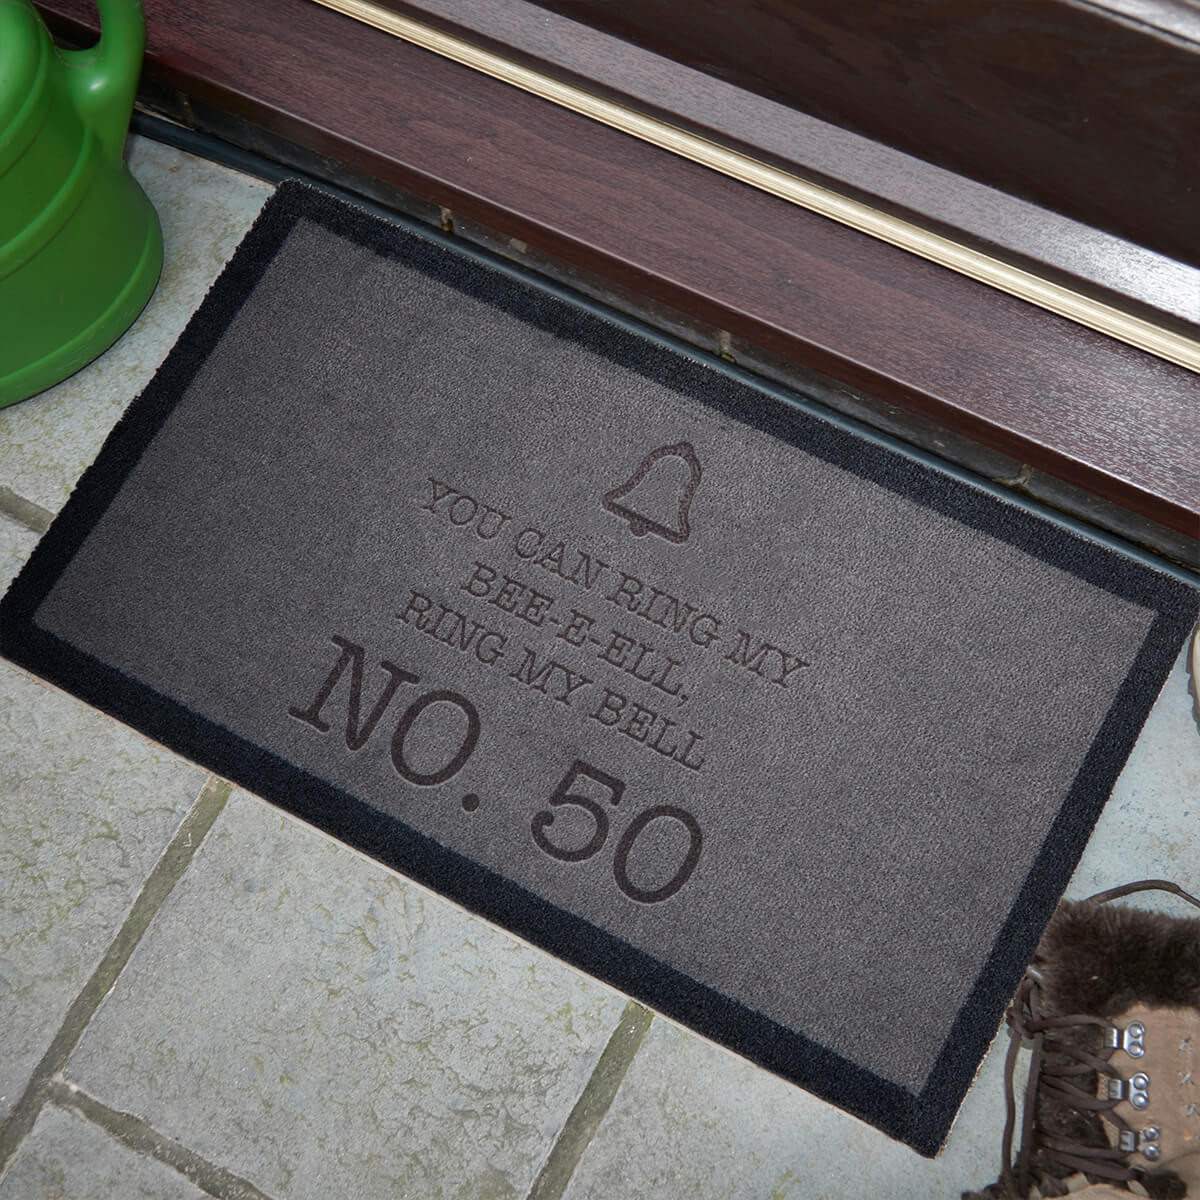 YOU CAN RING MY
BEE-E-ELL,
RING MY BELL
NO. 50